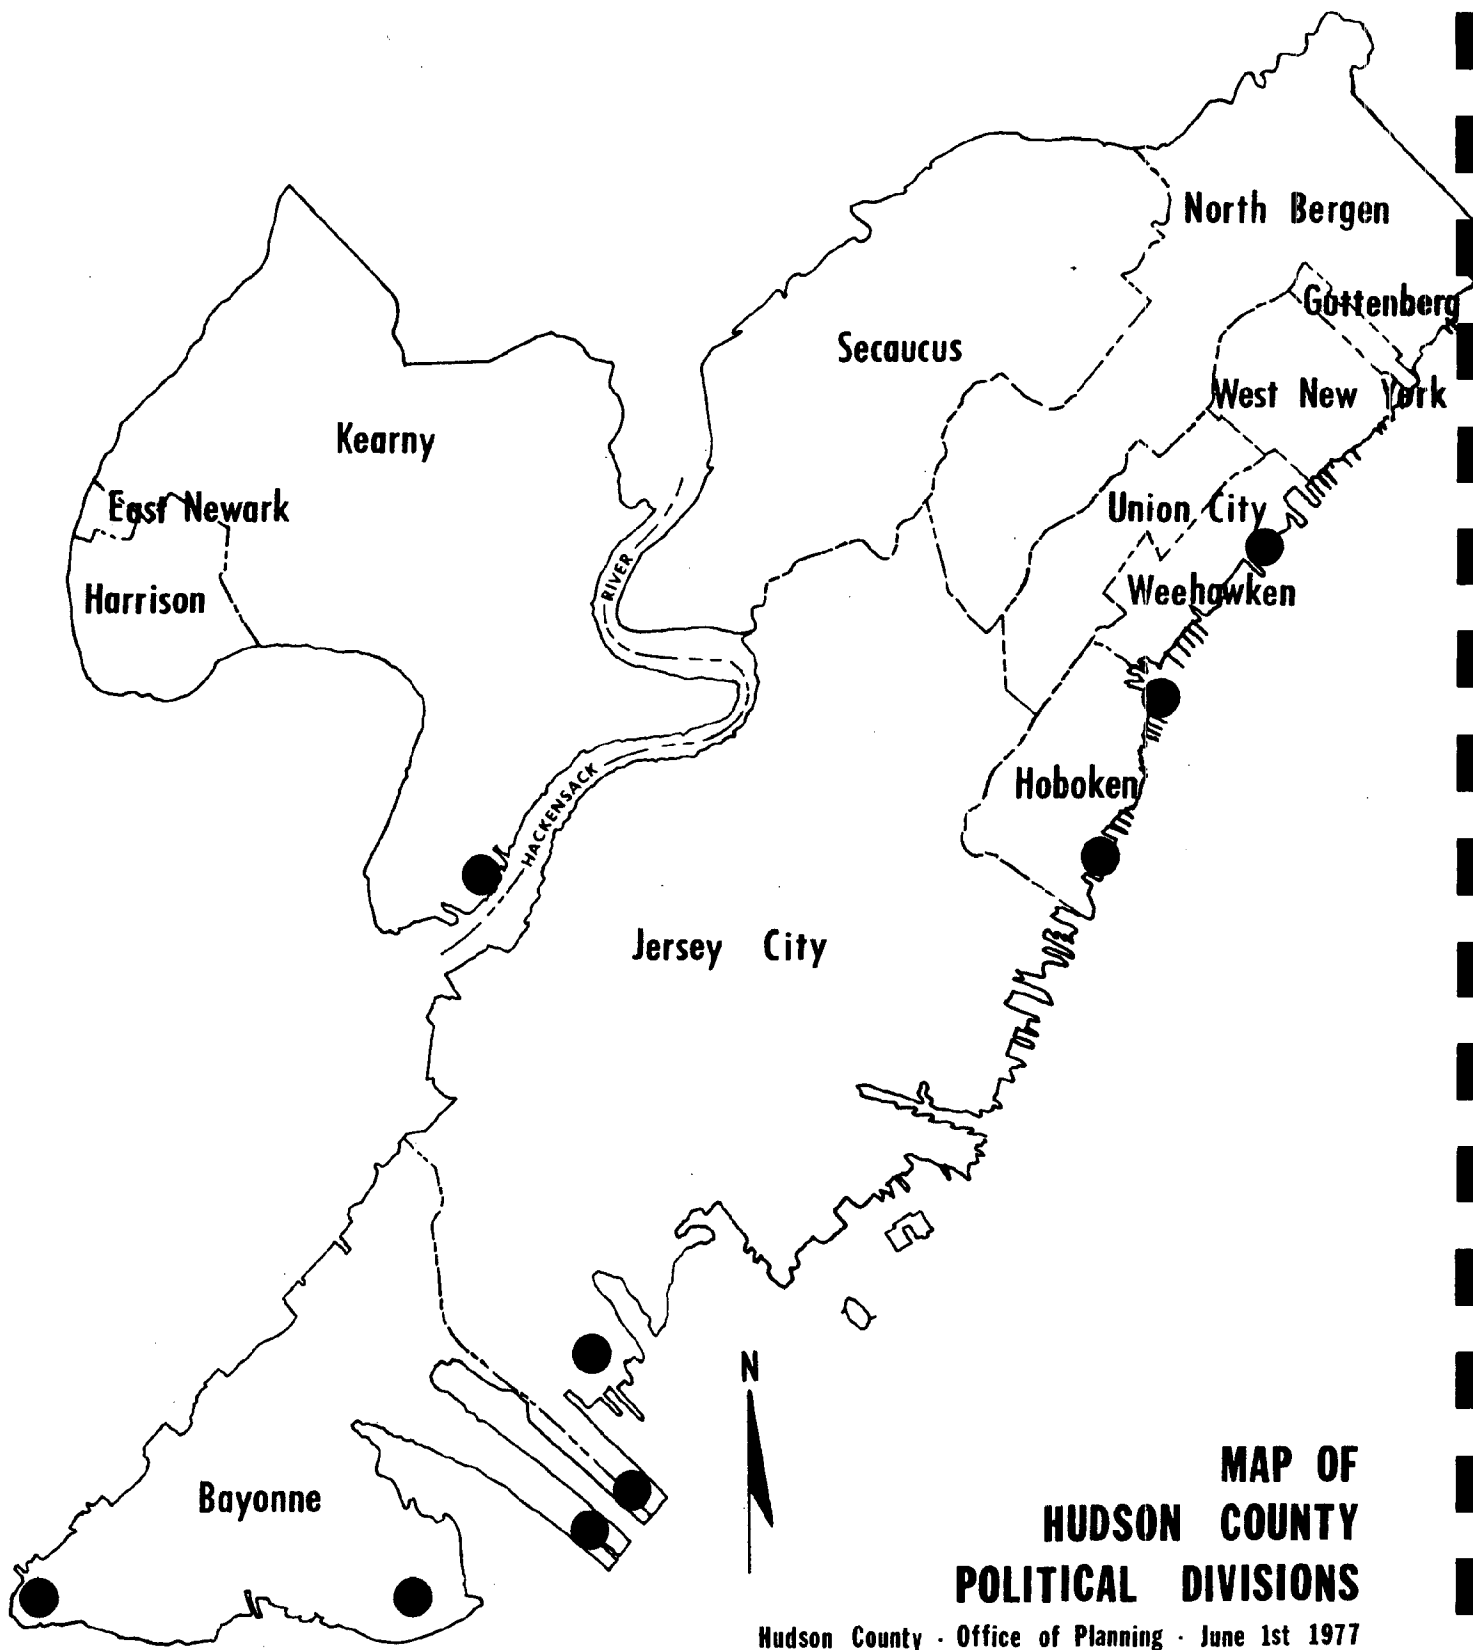 North Bergen
Guttenberg
Secaucus
West New York
Kearny
East Newark
Union City
RIVER
Weehawken
Harrison
Hoboken
HACKENSACK
Jersey City
N
Bayonne
MAP OF
HUDSON COUNTY
POLITICAL DIVISIONS
Hudson County · Office of Planning · June 1st 1977